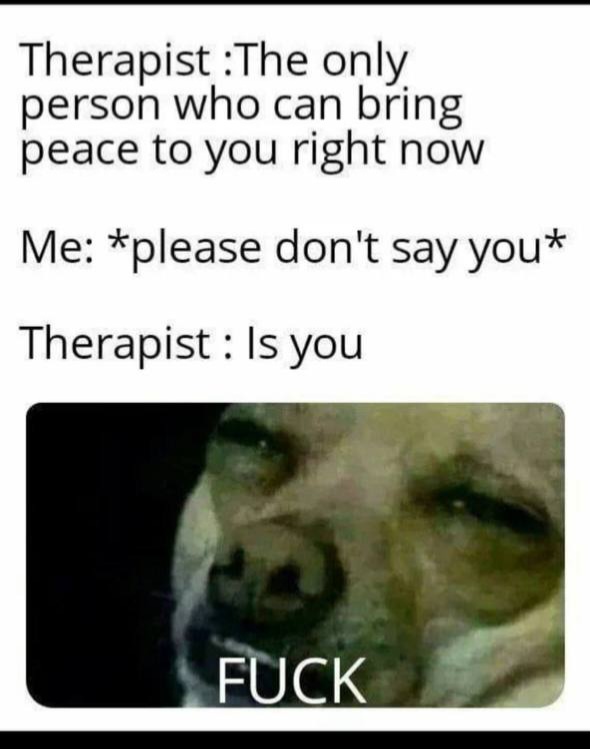 Therapist :The only
person who can bring
peace to you right now
Me: *please don't say you*
Therapist : Is you
FUCK